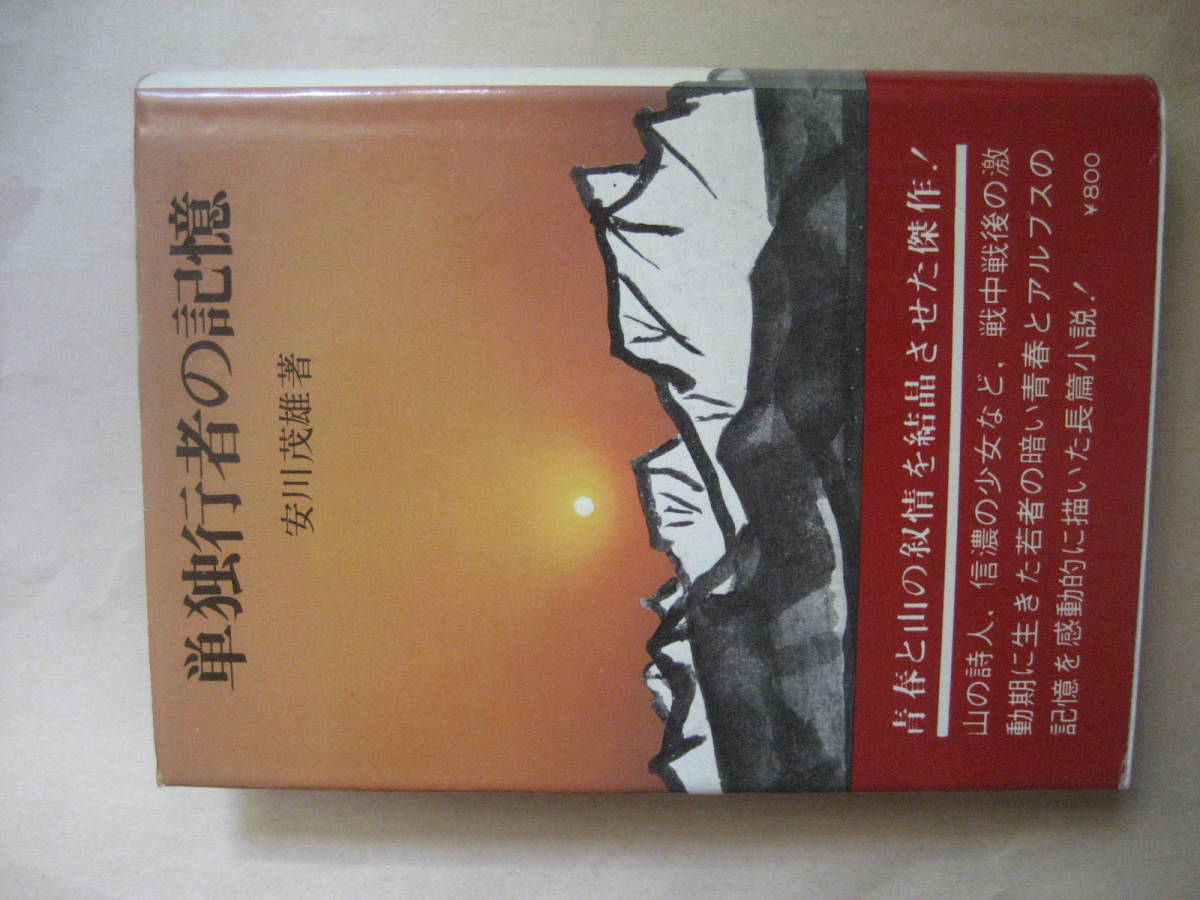 単独行者の記憶
安川茂雄著
青春と山の叙情を結晶させた傑作!
山の詩人，信濃の少女など，戦中戦後の激
動期に生きた若者の暗い青春とアルプスの
記憶を感動的に描いた長篇小説!
¥800